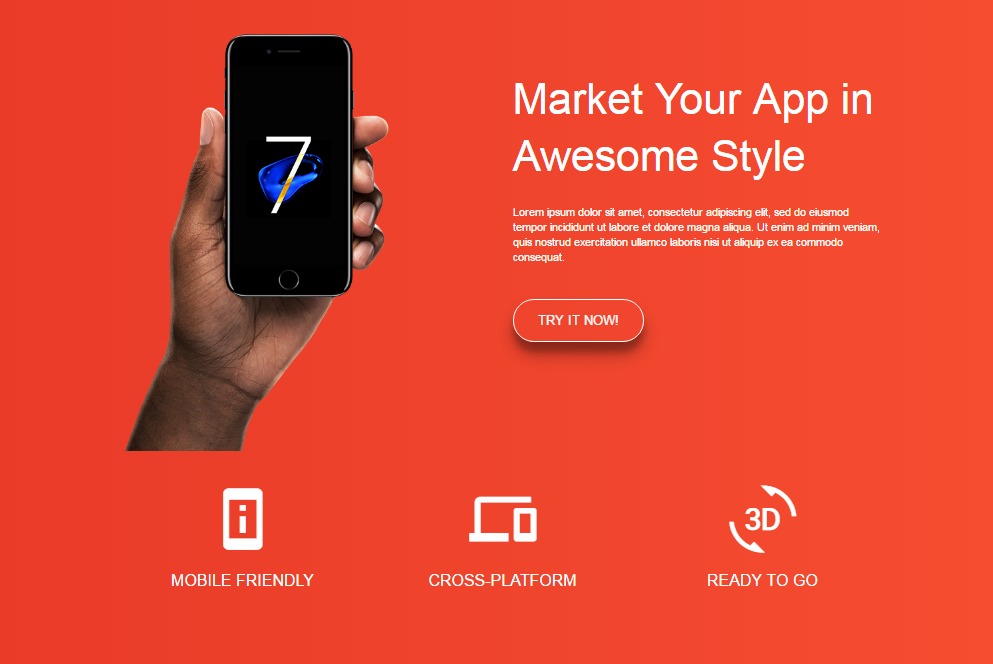 7
Market Your App in
Awesome Style
Lorem ipsum dolor sit amet, consectetur adipiscing elit, sed do eiusmod
tempor incididunt ut labore et dolore magna aliqua. Ut enim ad minim veniam,
quis nostrud exercitation ullamco laboris nisi ut aliquip ex ea commodo
consequat.
TRY IT NOW!
i
3D
MOBILE FRIENDLY
CROSS-PLATFORM
READY TO GO